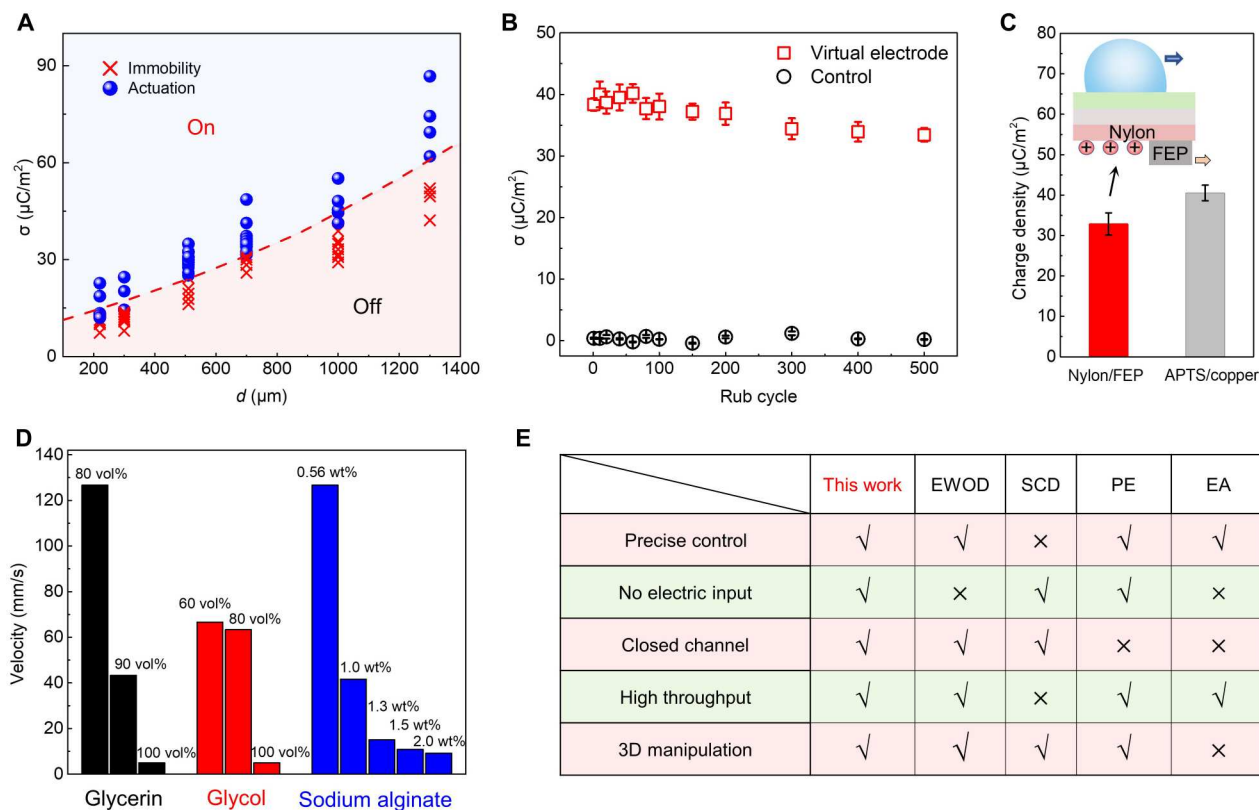 A
Immobility
Actuation
On
Off
σ (μC/m²)
90
60
30
0
200 400 600 800 1000 1200 1400
d (μm)
B
Virtual electrode
Control
σ (μC/m²)
50
40
30
20
10
0
0 100 200 300 400 500
Rub cycle
C
Charge density (μC/m²)
80
70
60
50
40
30
20
10
0
Nylon
+ + +
FEP
Nylon/FEP APTS/copper
D
Velocity (mm/s)
140
120
100
80
60
40
20
0
80 vol%
90 vol%
100 vol%
60 vol%
80 vol%
100 vol%
0.56 wt%
1.0 wt%
1.3 wt%
1.5 wt%
2.0 wt%
Glycerin Glycol Sodium alginate
E
This work EWOD SCD PE EA
Precise control √ √ × √ √
No electric input √ × √ √ ×
Closed channel √ √ √ × ×
High throughput √ √ × √ √
3D manipulation √ √ √ √ ×